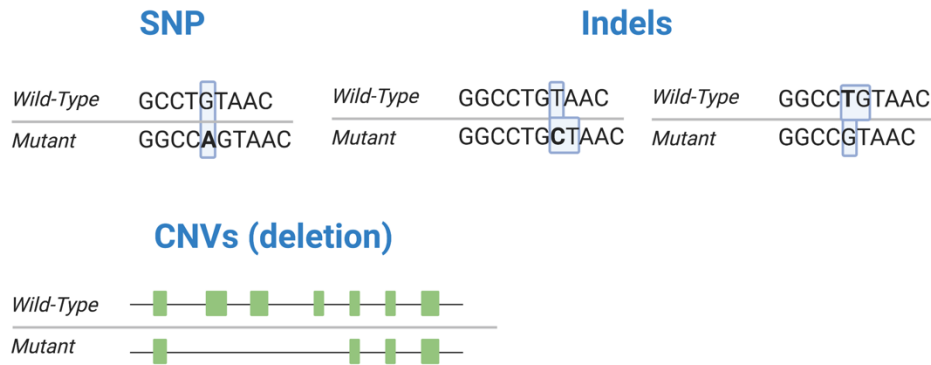 SNP
Wild-Type GCCTGTAAC
Mutant GGCCAGTAAC
Indels
Wild-Type GGCCTGTAAC
Mutant GGCCTGCTAAC
Wild-Type GGCCTGTAAC
Mutant GGCCGTAAC
CNVs (deletion)
Wild-Type
Mutant